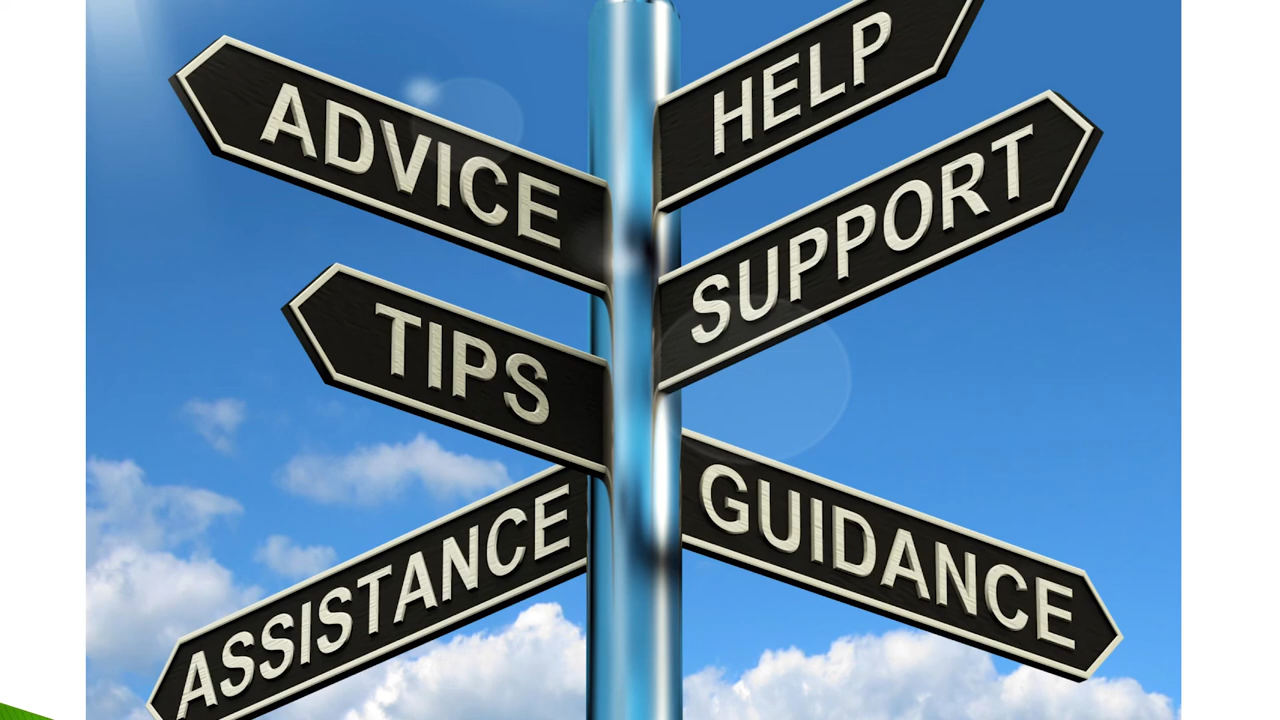 ADVICE
HELP
SUPPORT
TIPS
GUIDANCE
ASSISTANCE